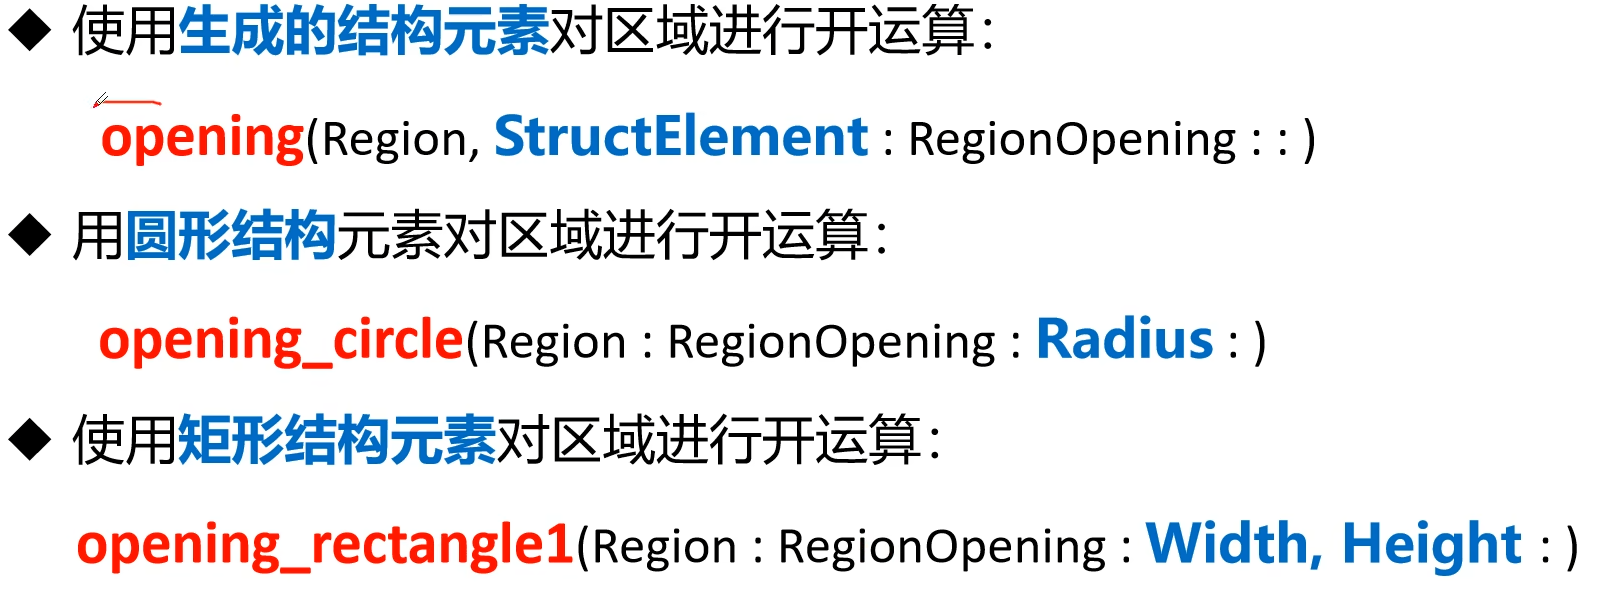 ◆ 使用生成的结构元素对区域进行开运算：
opening(Region, StructElement : RegionOpening : : )
◆ 用圆形结构元素对区域进行开运算：
opening_circle(Region : RegionOpening : Radius : )
◆ 使用矩形结构元素对区域进行开运算：
opening_rectangle1(Region : RegionOpening : Width, Height : )